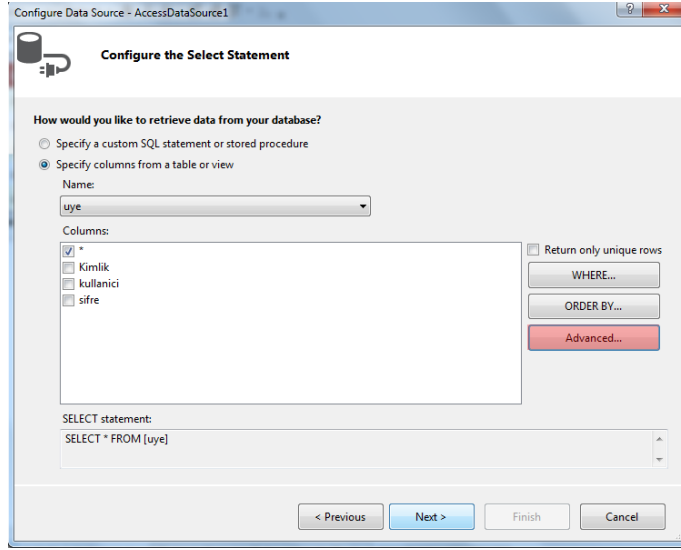 Configure Data Source - AccessDataSource1
Configure the Select Statement
How would you like to retrieve data from your database?
Specify a custom SQL statement or stored procedure
Specify columns from a table or view
Name:
uye
Columns:
*
Kimlik
kullanici
sifre
Return only unique rows
WHERE...
ORDER BY...
Advanced...
SELECT statement:
SELECT * FROM [uye]
< Previous
Next >
Finish
Cancel